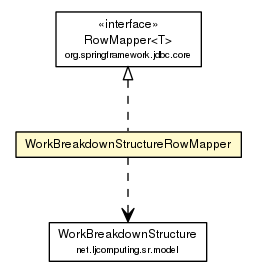 «interface»
RowMapper<T>
org.springframework.jdbc.core
WorkBreakdownStructureRowMapper
WorkBreakdownStructure
net.ljcomputing.sr.model